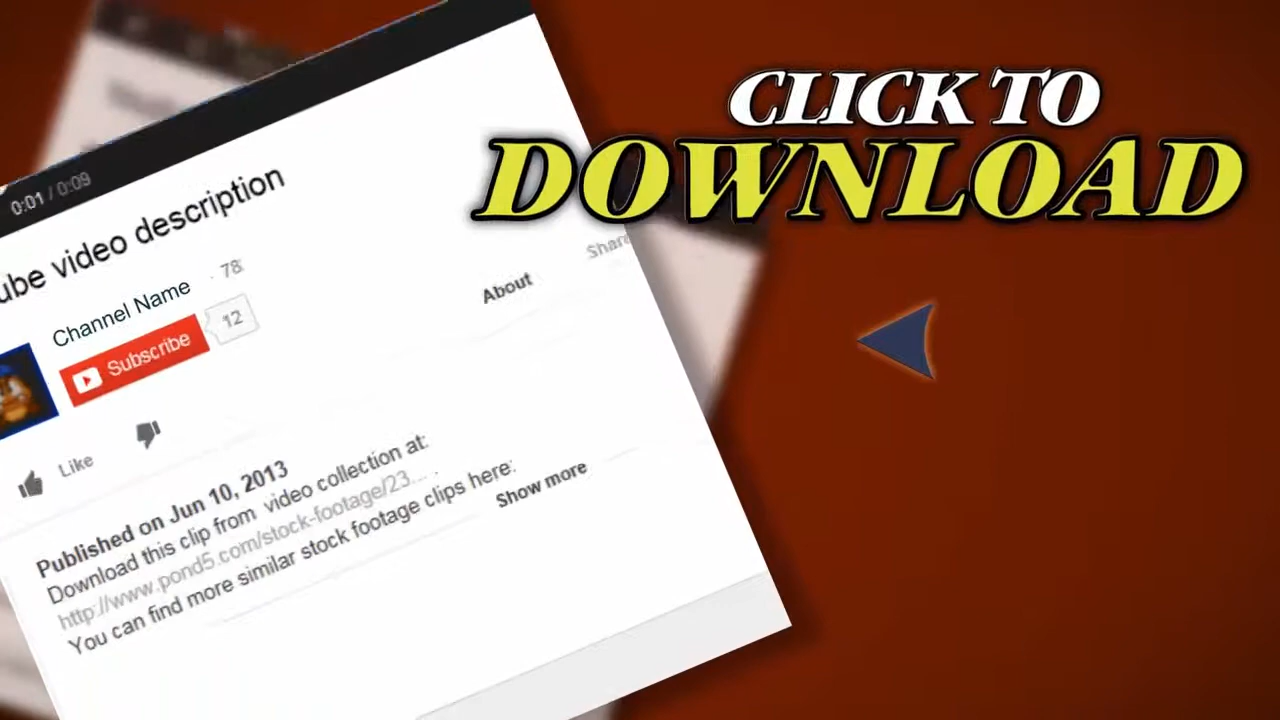 CLICK TO
DOWNLOAD
0:01 / 0:09
ube video description
Channel Name
· 78
Subscribe
12
About
Share
Like
Published on Jun 10, 2013
Download this clip from video collection at:
http://www.pond5.com/stock-footage/23...
You can find more similar stock footage clips here:
Show more